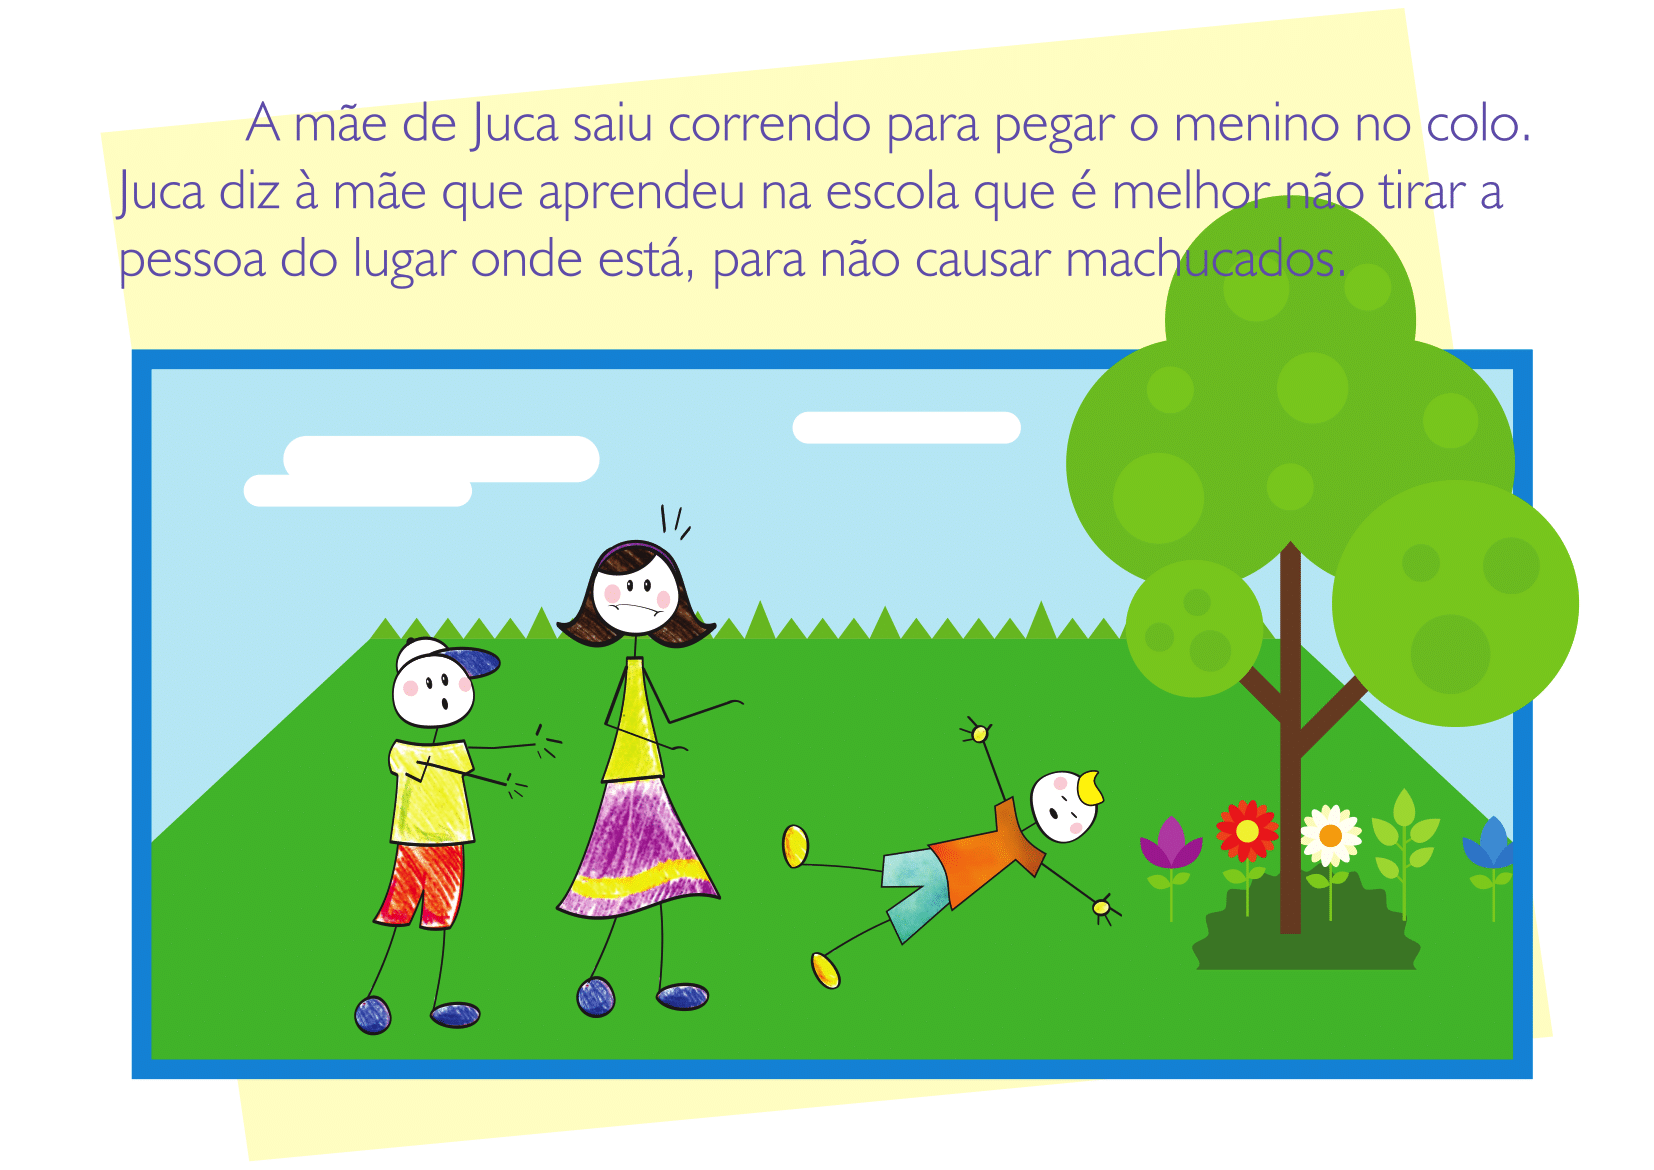 A mãe de Juca saiu correndo para pegar o menino no colo.
Juca diz à mãe que aprendeu na escola que é melhor não tirar a
pessoa do lugar onde está, para não causar machucados.